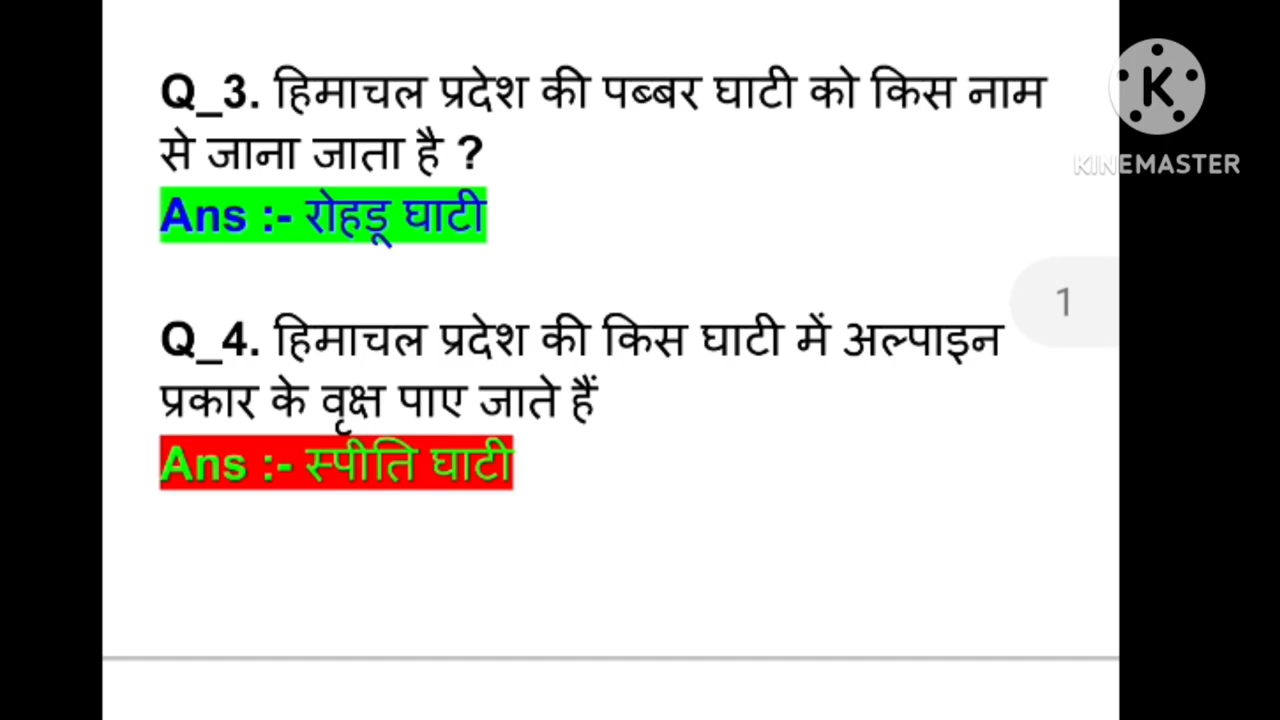 Q_3. हिमाचल प्रदेश की पब्बर घाटी को किस नाम
से जाना जाता है ?
Ans :- रोहडू घाटी
Q_4. हिमाचल प्रदेश की किस घाटी में अल्पाइन
प्रकार के वृक्ष पाए जाते हैं
Ans :- स्पीति घाटी
1
K
KINEMASTER